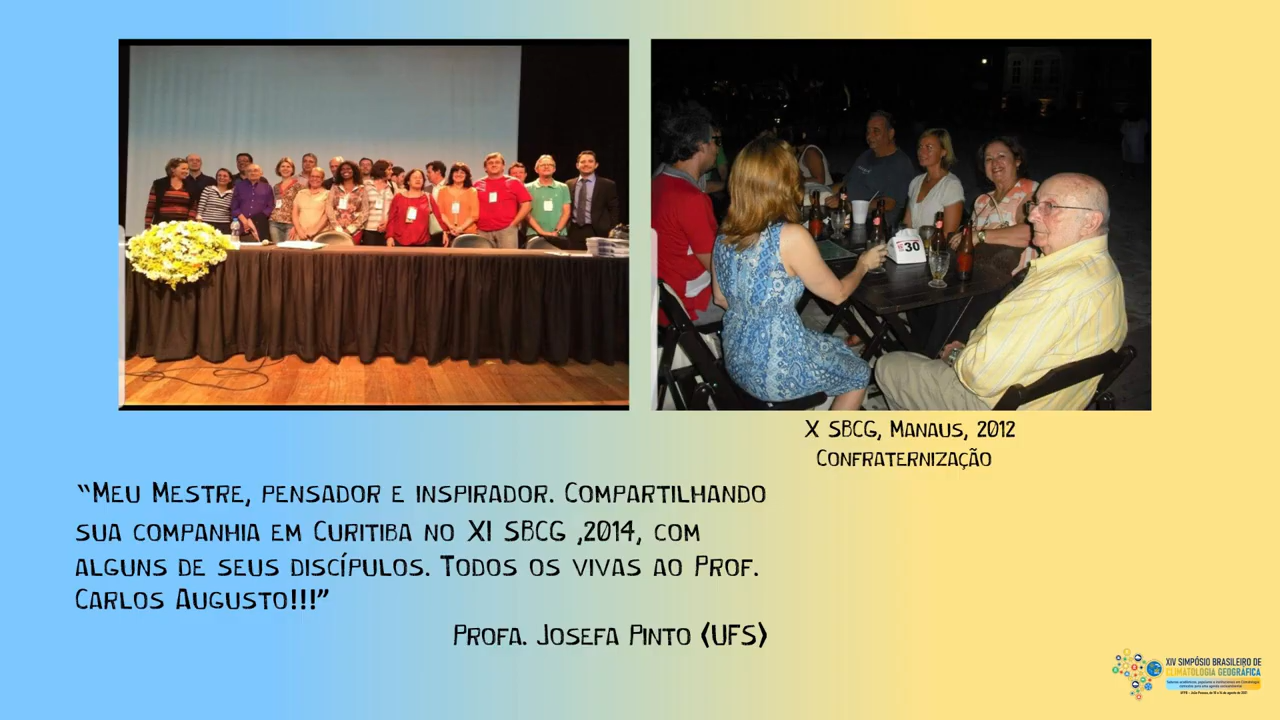 30
X SBCG, Manaus, 2012
Confraternização
“Meu Mestre, pensador e inspirador. Compartilhando
sua companhia em Curitiba no XI SBCG ,2014, com
alguns de seus discípulos. Todos os vivas ao Prof.
Carlos Augusto!!!”
Profa. Josefa Pinto (UFS)
XIV SIMPÓSIO BRASILEIRO DE
CLIMATOLOGIA GEOGRÁFICA